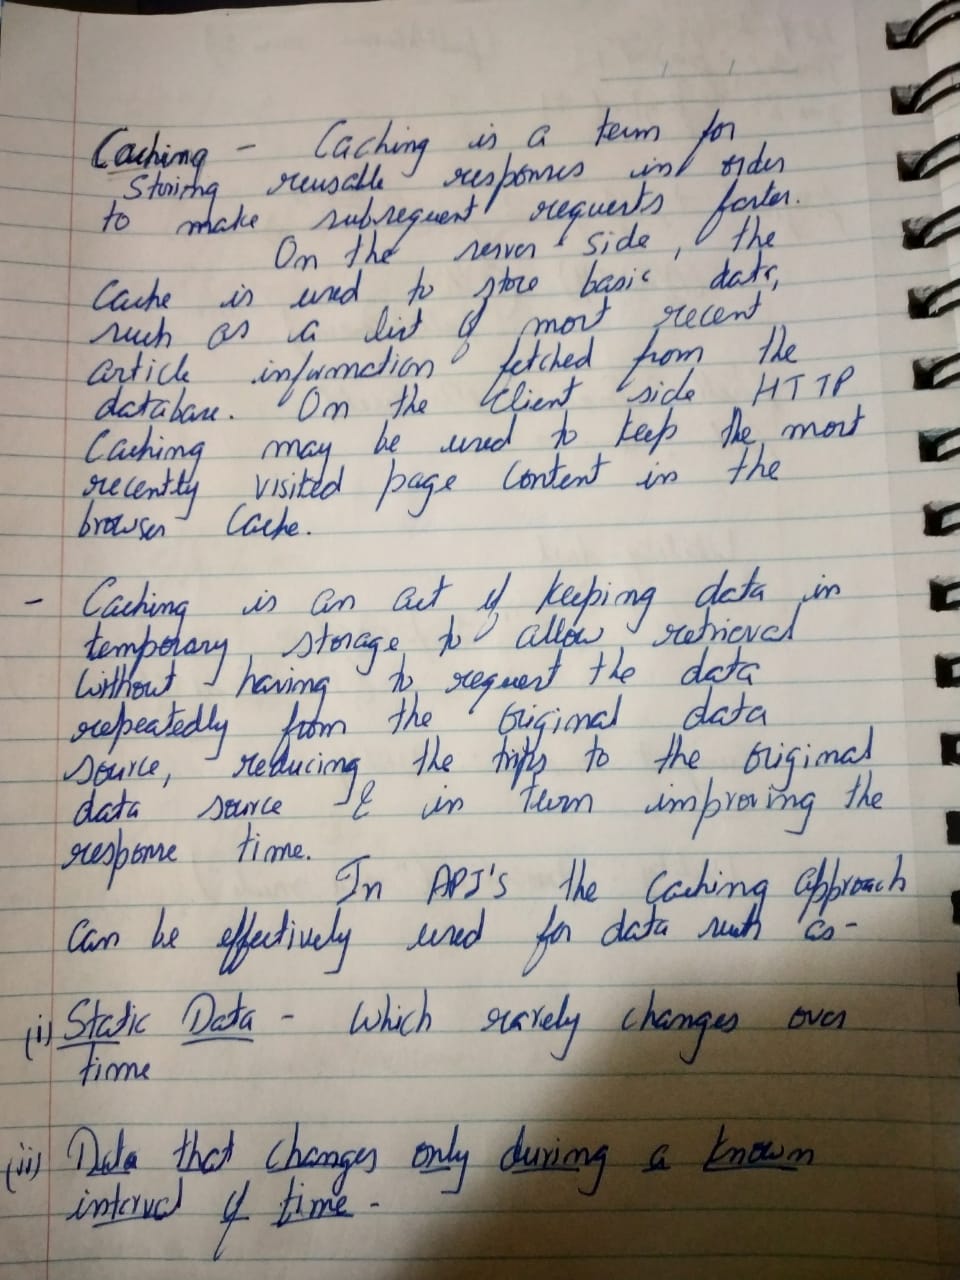 Caching - Caching is a term for
Storing reusable responses in order
to make subsequent requests faster.
On the server side, the
Cache is used to store basic data,
such as a list of most recent
article information fetched from the
database. On the Client side HTTP
Caching may be used to keep the most
recently visited page Content in the
browser Cache.
- Caching is an act of keeping data in
temporary storage to allow retrieval
without having to request the data
repeatedly from the original data
source, reducing the trips to the original
data source & in turn improving the
response time.
In API's the Caching approach
Can be effectively used for data such as -
(i) Static Data - Which rarely changes over
time
(ii) Data that changes only during a known
interval of time -